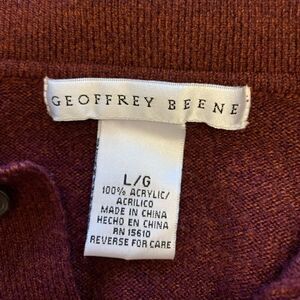 GEOFFREY BEENE
L/G
100% ACRYLIC/
ACRILICO
MADE IN CHINA
HECHO EN CHINA
RN 15610
REVERSE FOR CARE